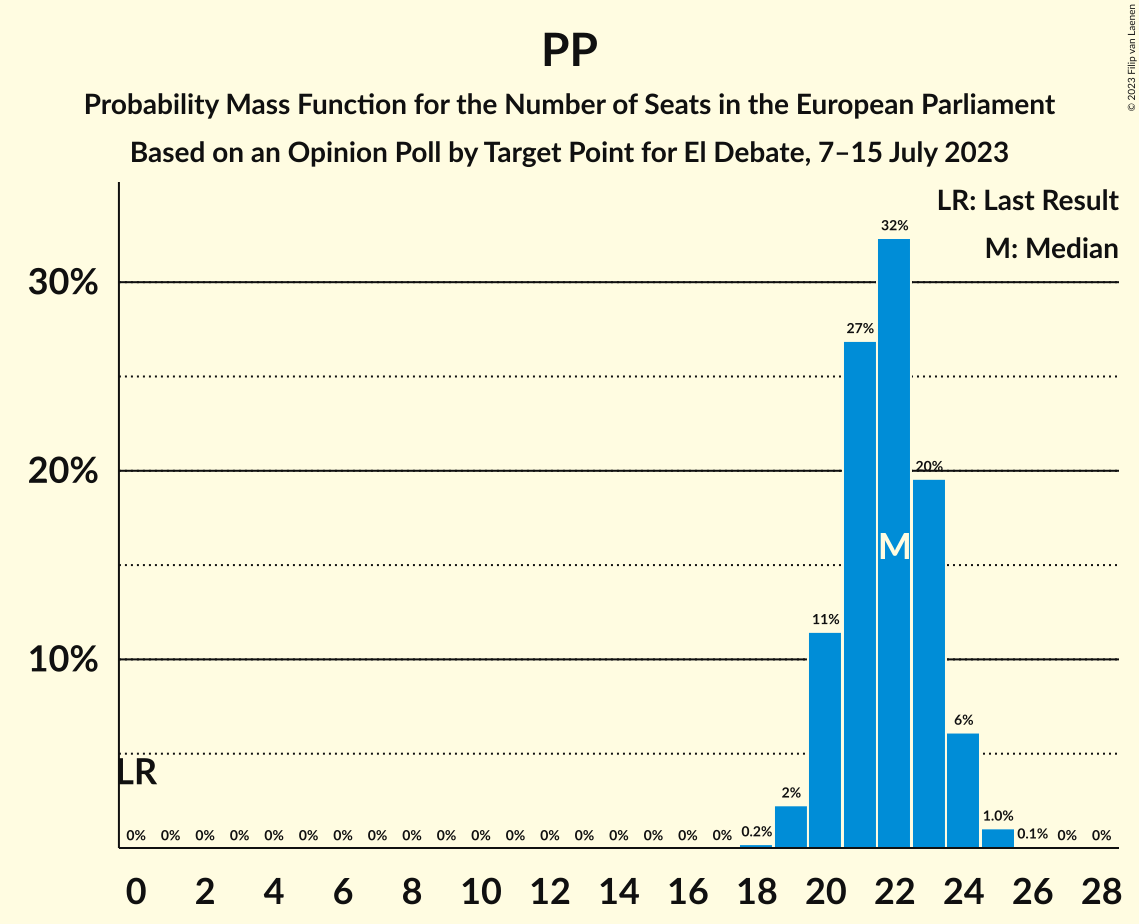 PP
Probability Mass Function for the Number of Seats in the European Parliament
Based on an Opinion Poll by Target Point for El Debate, 7–15 July 2023
© 2023 Filip van Laenen
LR: Last Result
M: Median
30%
20%
10%
LR
M
0% 0% 0% 0% 0% 0% 0% 0% 0% 0% 0% 0% 0% 0% 0% 0% 0% 0% 0.2% 2% 11% 27% 32% 20% 6% 1.0% 0.1% 0% 0%
0 2 4 6 8 10 12 14 16 18 20 22 24 26 28